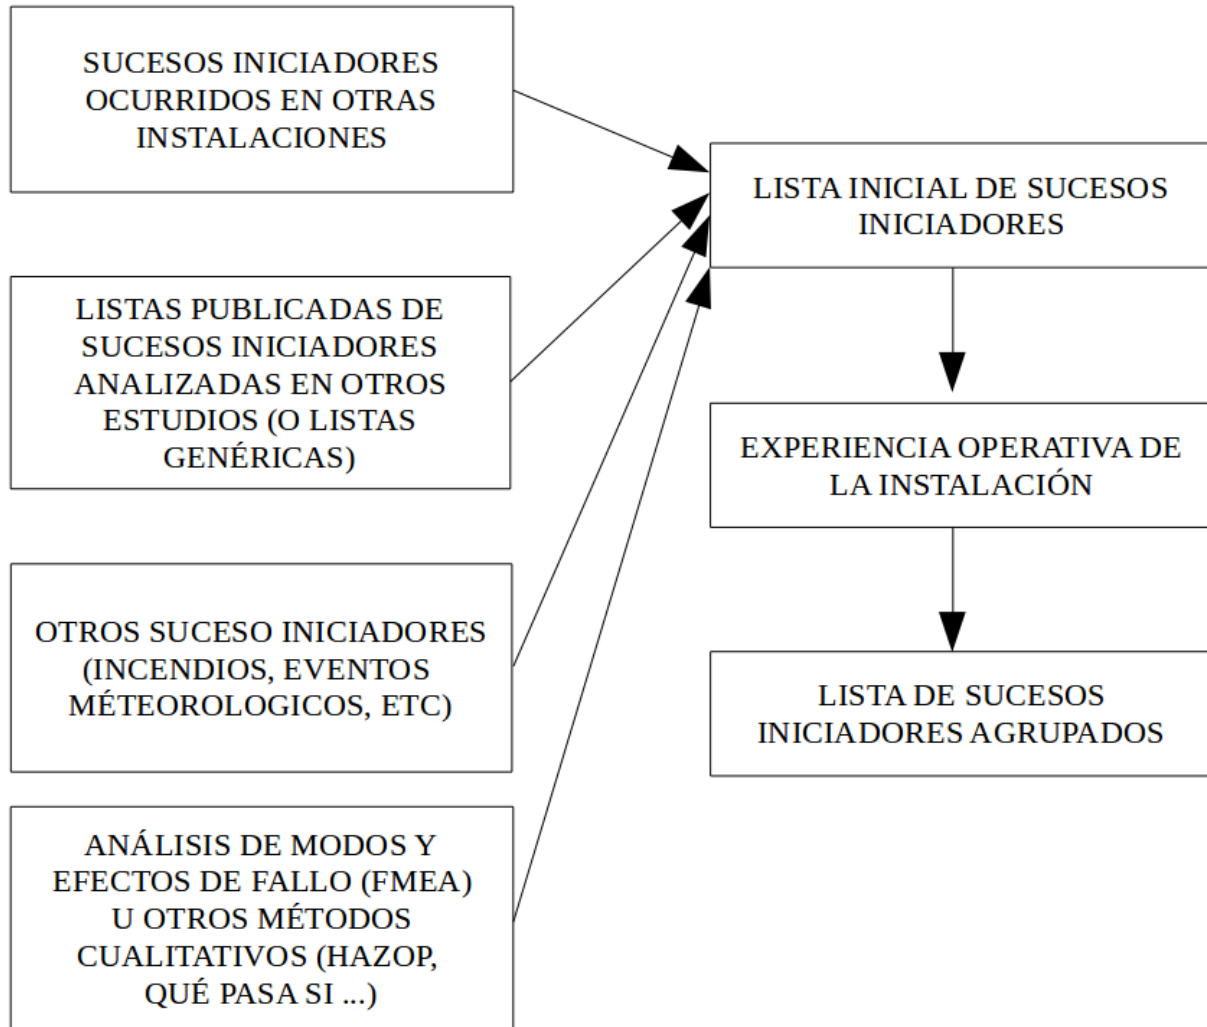 SUCESOS INICIADORES
OCURRIDOS EN OTRAS
INSTALACIONES
LISTAS PUBLICADAS DE
SUCESOS INICIADORES
ANALIZADAS EN OTROS
ESTUDIOS (O LISTAS
GENÉRICAS)
OTROS SUCESO INICIADORES
(INCENDIOS, EVENTOS
MÉTEOROLOGICOS, ETC)
ANÁLISIS DE MODOS Y
EFECTOS DE FALLO (FMEA)
U OTROS MÉTODOS
CUALITATIVOS (HAZOP,
QUÉ PASA SI ...)
LISTA INICIAL DE SUCESOS
INICIADORES
EXPERIENCIA OPERATIVA DE
LA INSTALACIÓN
LISTA DE SUCESOS
INICIADORES AGRUPADOS